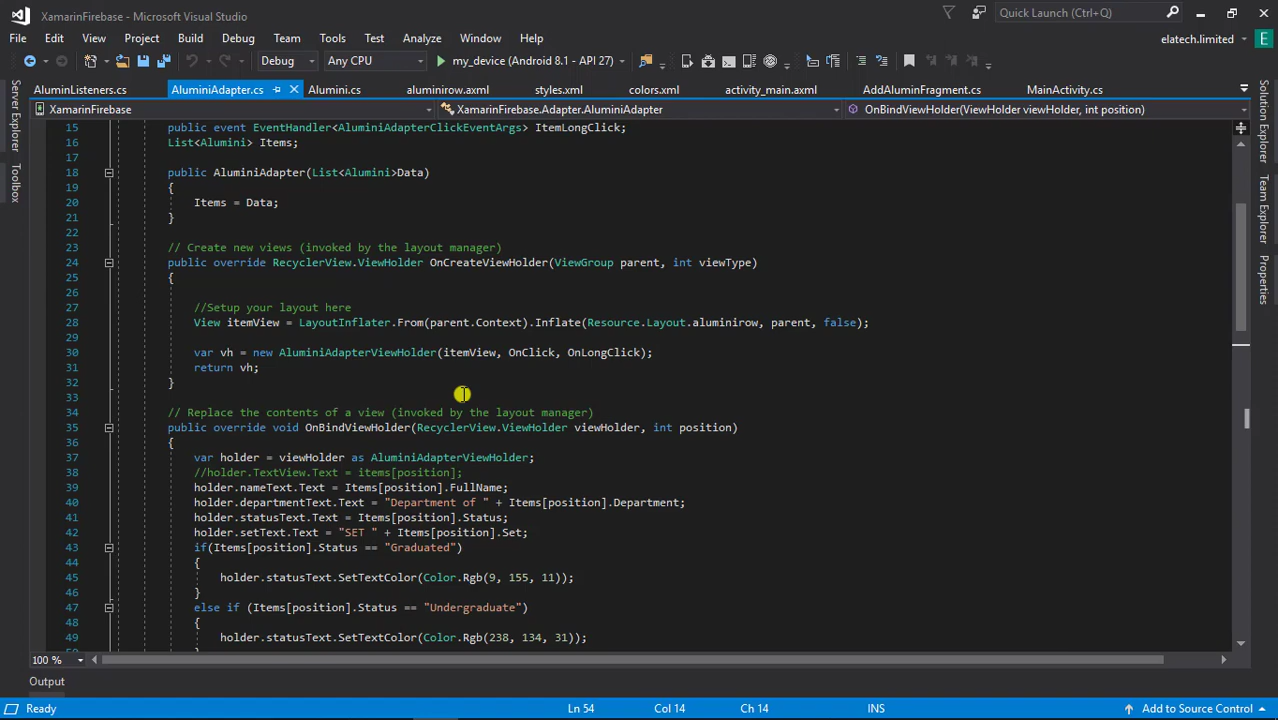 XamarinFirebase - Microsoft Visual Studio
Quick Launch (Ctrl+Q)
File Edit View Project Build Debug Team Tools Test Analyze Window Help
elatech.limited E
Debug Any CPU my_device (Android 8.1 - API 27)
AluminListeners.cs AluminiAdapter.cs Alumini.cs aluminirow.axml styles.xml colors.xml activity_main.axml AddAluminFragment.cs MainActivity.cs
XamarinFirebase XamarinFirebase.Adapter.AluminiAdapter OnBindViewHolder(ViewHolder viewHolder, int position)
Server Explorer
Toolbox
Solution Explorer
Team Explorer
Properties
15 public event EventHandler<AluminiAdapterClickEventArgs> ItemLongClick;
16 List<Alumini> Items;
17
18 public AluminiAdapter(List<Alumini>Data)
19 {
20 Items = Data;
21 }
22
23 // Create new views (invoked by the layout manager)
24 public override RecyclerView.ViewHolder OnCreateViewHolder(ViewGroup parent, int viewType)
25 {
26
27 //Setup your layout here
28 View itemView = LayoutInflater.From(parent.Context).Inflate(Resource.Layout.aluminirow, parent, false);
29
30 var vh = new AluminiAdapterViewHolder(itemView, OnClick, OnLongClick);
31 return vh;
32 }
33
34 // Replace the contents of a view (invoked by the layout manager)
35 public override void OnBindViewHolder(RecyclerView.ViewHolder viewHolder, int position)
36 {
37 var holder = viewHolder as AluminiAdapterViewHolder;
38 //holder.TextView.Text = items[position];
39 holder.nameText.Text = Items[position].FullName;
40 holder.departmentText.Text = "Department of " + Items[position].Department;
41 holder.statusText.Text = Items[position].Status;
42 holder.setText.Text = "SET " + Items[position].Set;
43 if(Items[position].Status == "Graduated")
44 {
45 holder.statusText.SetTextColor(Color.Rgb(9, 155, 11));
46 }
47 else if (Items[position].Status == "Undergraduate")
48 {
49 holder.statusText.SetTextColor(Color.Rgb(238, 134, 31));
100 %
Output
Ready Ln 54 Col 14 Ch 14 INS Add to Source Control